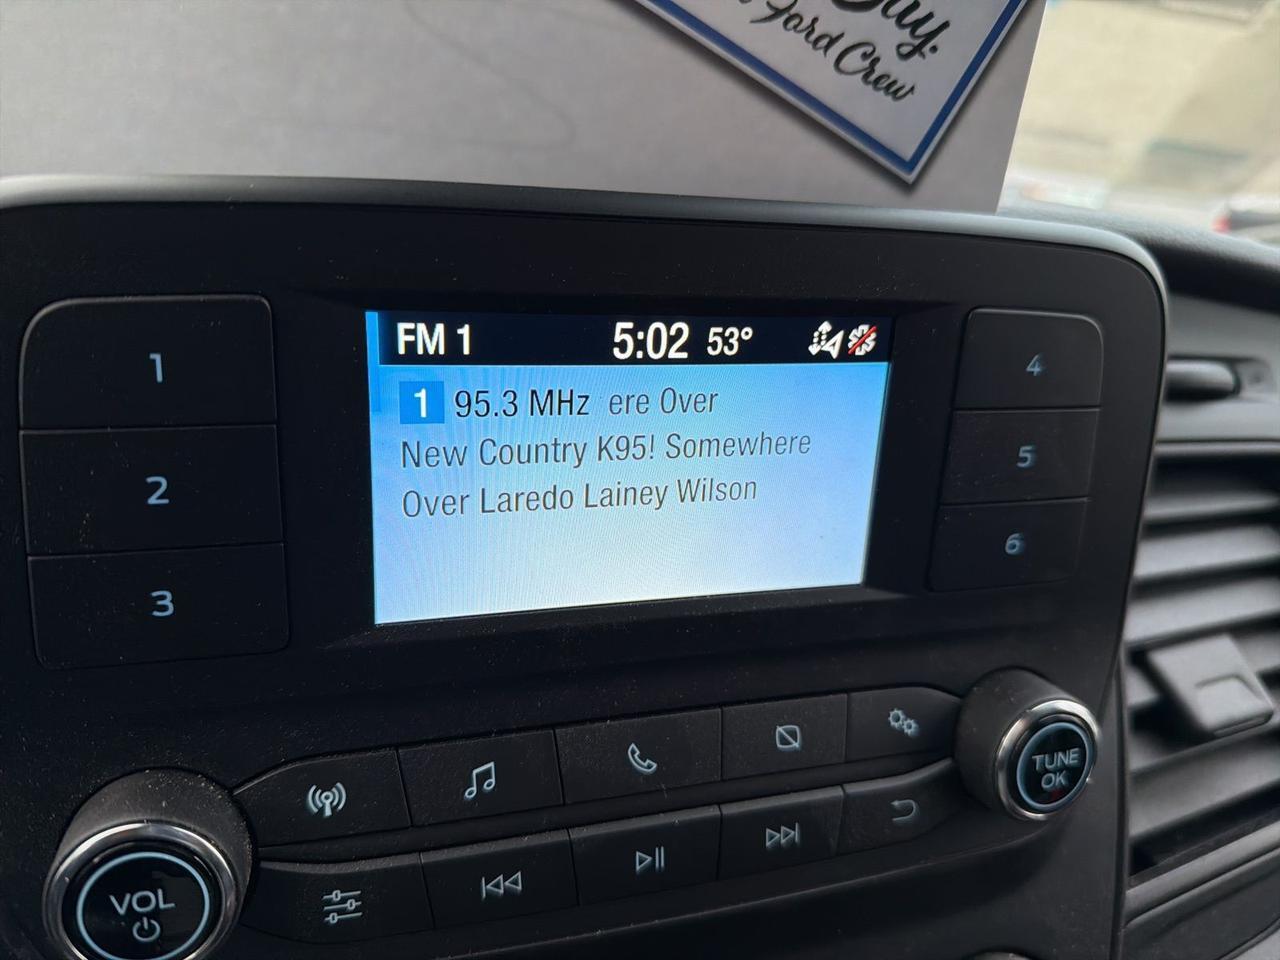 Day.
Ford Crew
FM 1 5:02 53°
1 95.3 MHz ere Over
New Country K95! Somewhere
Over Laredo Lainey Wilson
1
2
3
4
5
6
VOL
TUNE
OK